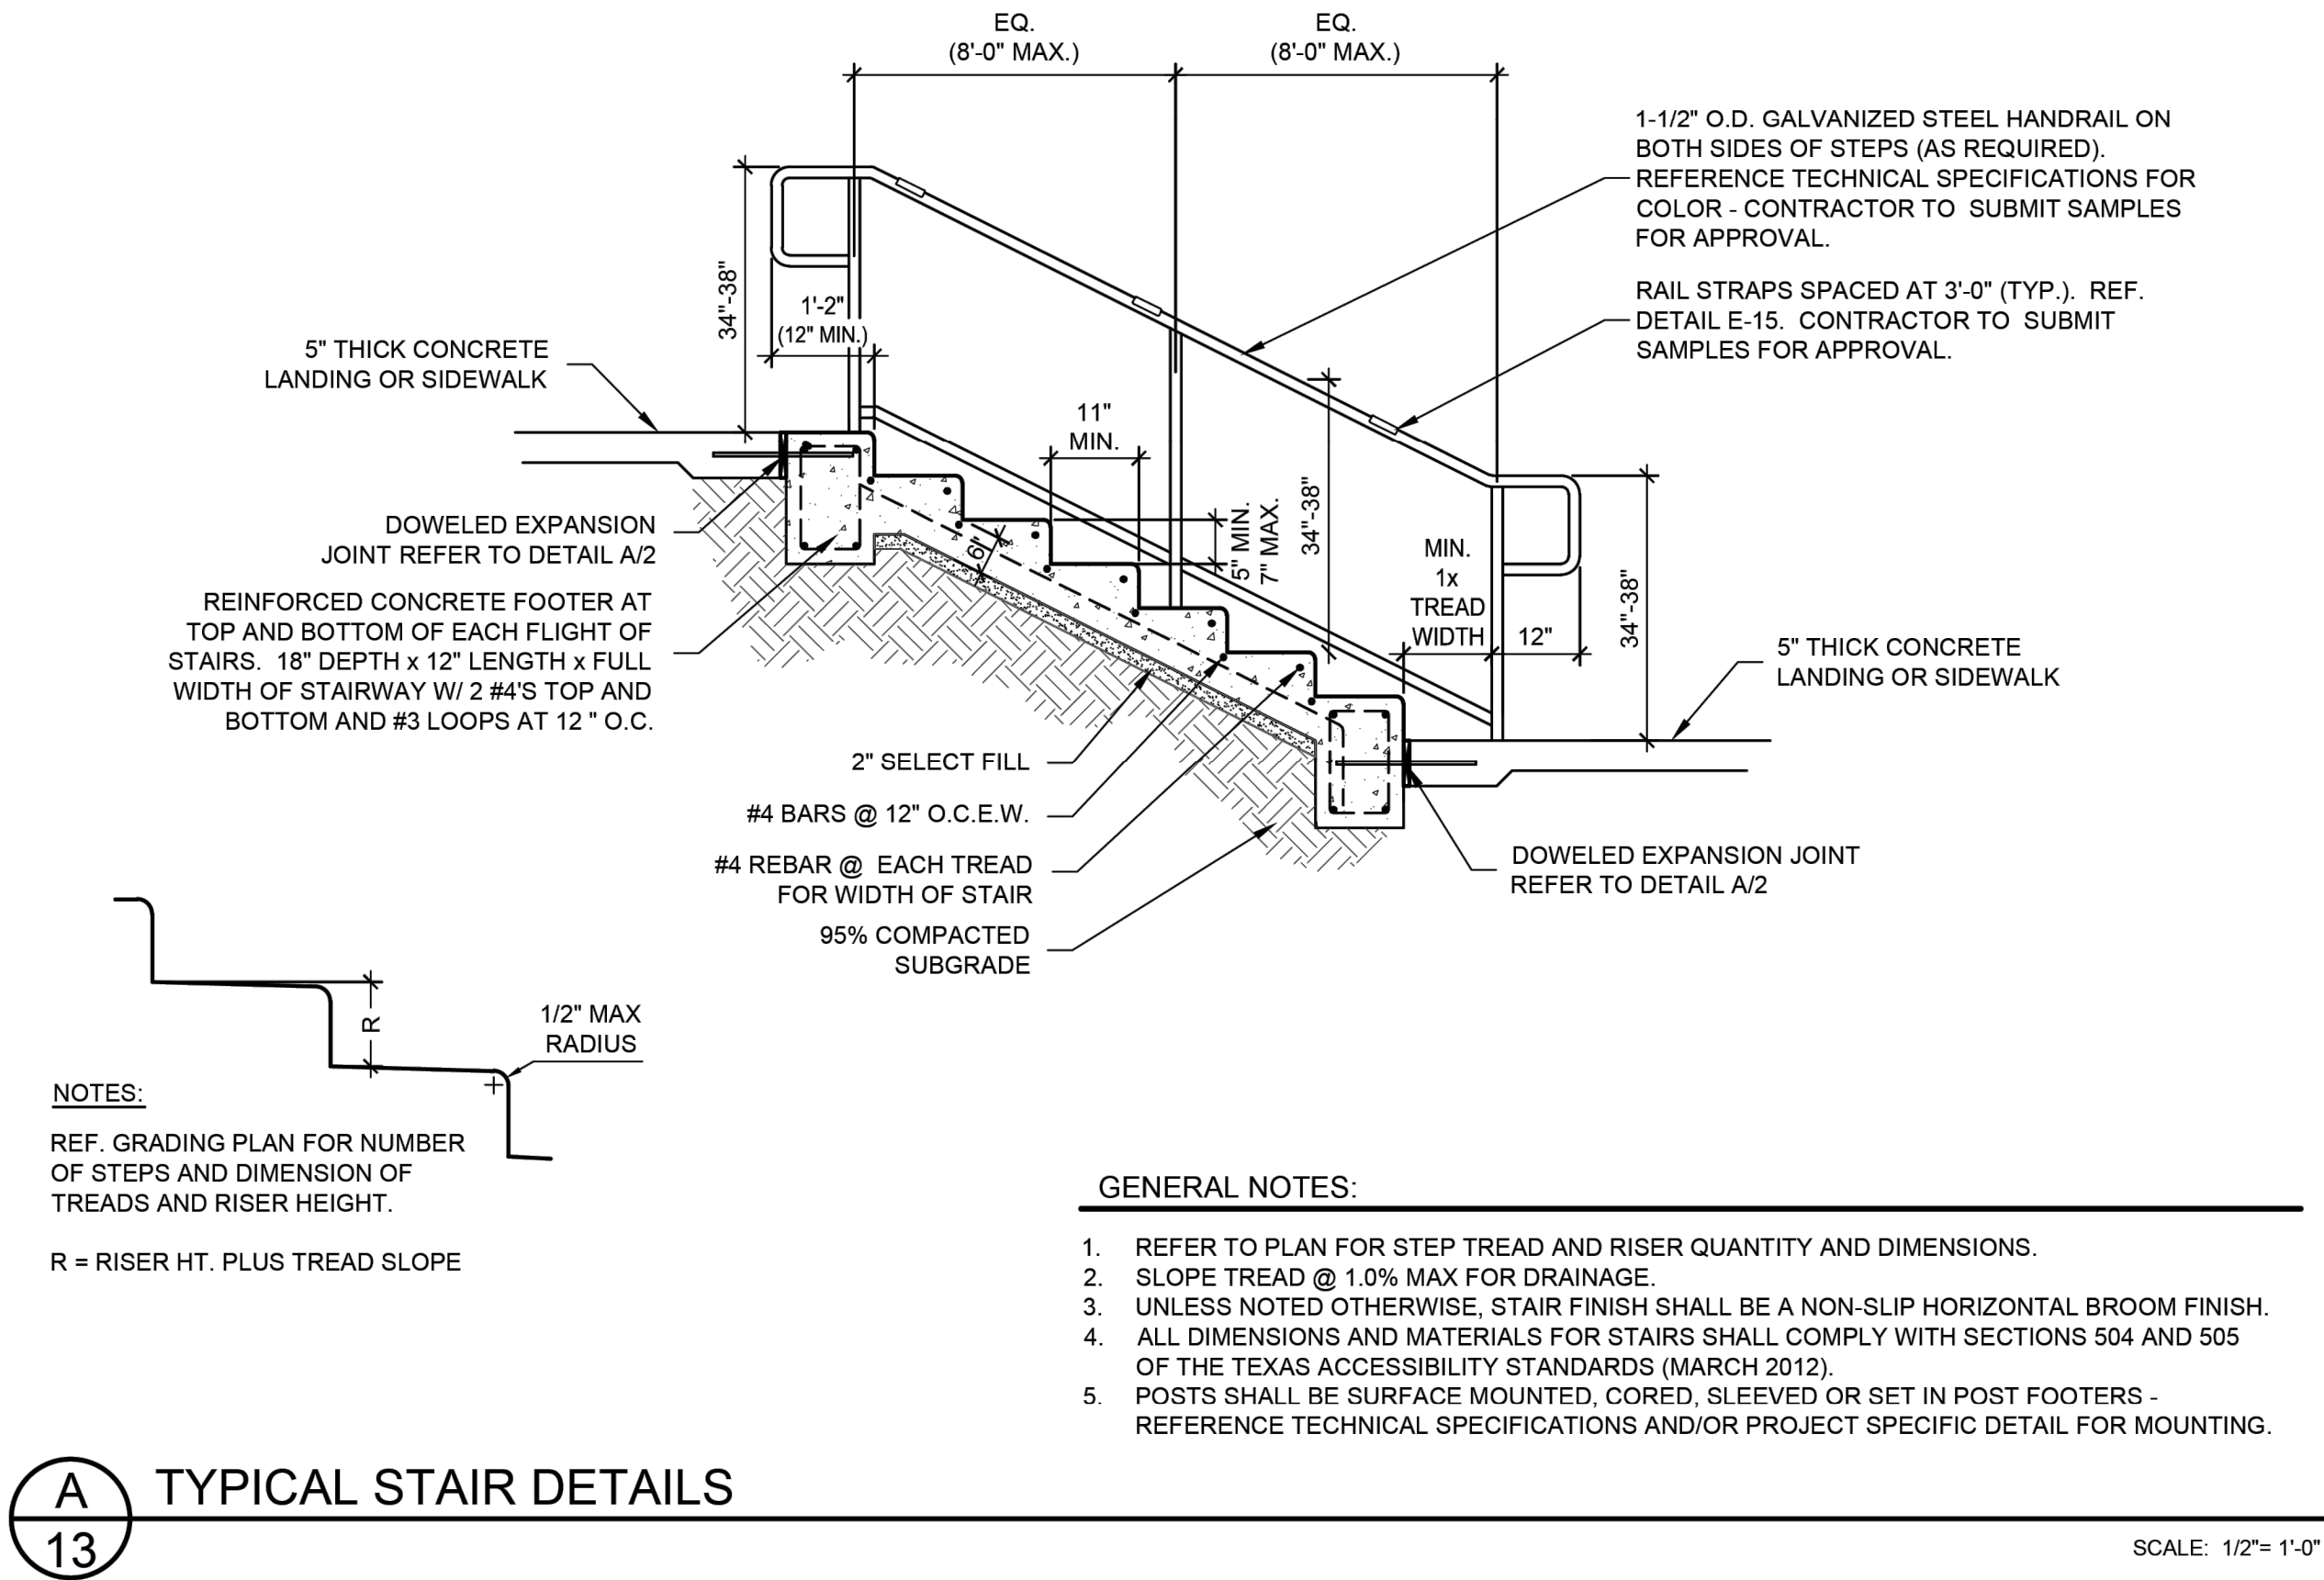 EQ.
(8'-0" MAX.)
EQ.
(8'-0" MAX.)
1-1/2" O.D. GALVANIZED STEEL HANDRAIL ON
BOTH SIDES OF STEPS (AS REQUIRED).
REFERENCE TECHNICAL SPECIFICATIONS FOR
COLOR - CONTRACTOR TO SUBMIT SAMPLES
FOR APPROVAL.
RAIL STRAPS SPACED AT 3'-0" (TYP.). REF.
DETAIL E-15. CONTRACTOR TO SUBMIT
SAMPLES FOR APPROVAL.
34"-38"
1'-2"
(12" MIN.)
5" THICK CONCRETE
LANDING OR SIDEWALK
11"
MIN.
DOWELED EXPANSION
JOINT REFER TO DETAIL A/2
6"
5" MIN.
7" MAX.
34"-38"
MIN.
1x
TREAD
WIDTH
12"
34"-38"
REINFORCED CONCRETE FOOTER AT
TOP AND BOTTOM OF EACH FLIGHT OF
STAIRS. 18" DEPTH x 12" LENGTH x FULL
WIDTH OF STAIRWAY W/ 2 #4'S TOP AND
BOTTOM AND #3 LOOPS AT 12 " O.C.
5" THICK CONCRETE
LANDING OR SIDEWALK
2" SELECT FILL
#4 BARS @ 12" O.C.E.W.
#4 REBAR @ EACH TREAD
FOR WIDTH OF STAIR
95% COMPACTED
SUBGRADE
DOWELED EXPANSION JOINT
REFER TO DETAIL A/2
R
1/2" MAX
RADIUS
NOTES:
REF. GRADING PLAN FOR NUMBER
OF STEPS AND DIMENSION OF
TREADS AND RISER HEIGHT.
R = RISER HT. PLUS TREAD SLOPE
GENERAL NOTES:
1. REFER TO PLAN FOR STEP TREAD AND RISER QUANTITY AND DIMENSIONS.
2. SLOPE TREAD @ 1.0% MAX FOR DRAINAGE.
3. UNLESS NOTED OTHERWISE, STAIR FINISH SHALL BE A NON-SLIP HORIZONTAL BROOM FINISH.
4. ALL DIMENSIONS AND MATERIALS FOR STAIRS SHALL COMPLY WITH SECTIONS 504 AND 505
OF THE TEXAS ACCESSIBILITY STANDARDS (MARCH 2012).
5. POSTS SHALL BE SURFACE MOUNTED, CORED, SLEEVED OR SET IN POST FOOTERS -
REFERENCE TECHNICAL SPECIFICATIONS AND/OR PROJECT SPECIFIC DETAIL FOR MOUNTING.
A
13
TYPICAL STAIR DETAILS
SCALE: 1/2"= 1'-0"